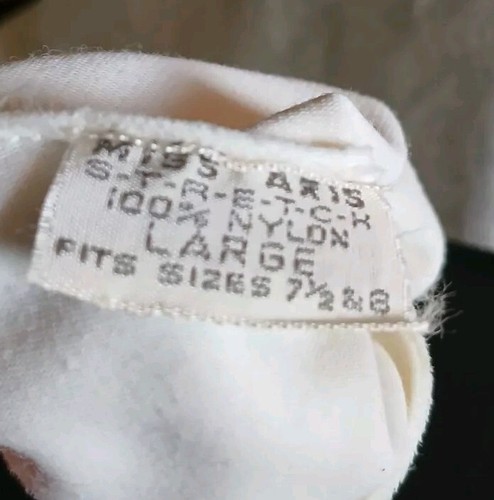 MISS ARIS
S-T-R-E-T-C-H
100% NYLON
LARGE
FITS SIZES 7½ & 8